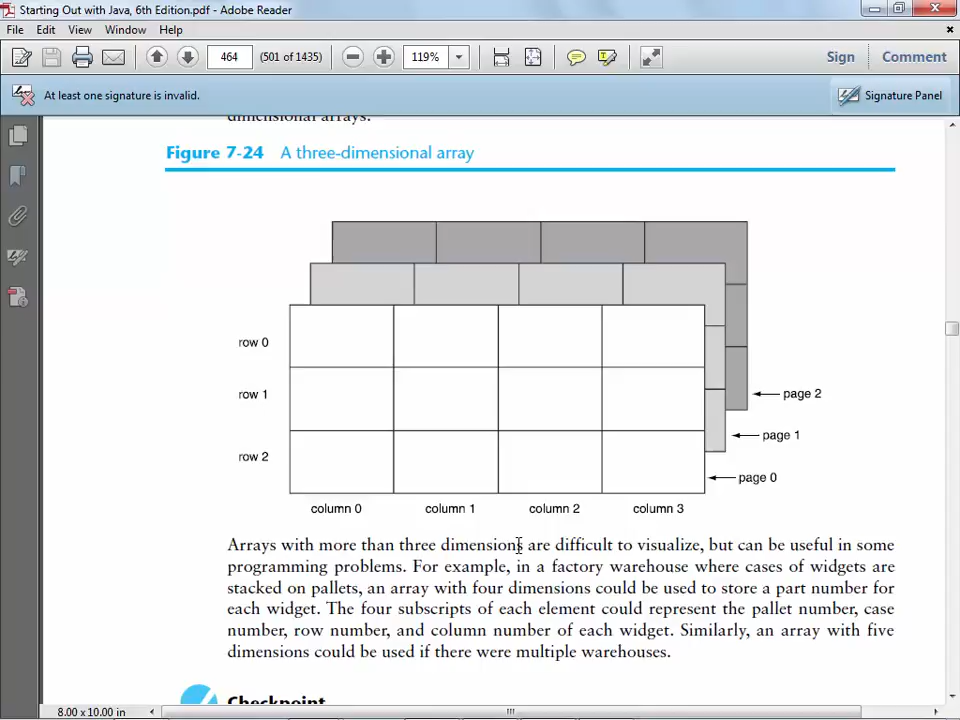 Starting Out with Java, 6th Edition.pdf - Adobe Reader
File Edit View Window Help
464 (501 of 1435) 119% Sign Comment
At least one signature is invalid. Signature Panel
dimensional arrays.
Figure 7-24 A three-dimensional array
row 0
row 1
row 2
page 2
page 1
page 0
column 0 column 1 column 2 column 3
Arrays with more than three dimensions are difficult to visualize, but can be useful in some
programming problems. For example, in a factory warehouse where cases of widgets are
stacked on pallets, an array with four dimensions could be used to store a part number for
each widget. The four subscripts of each element could represent the pallet number, case
number, row number, and column number of each widget. Similarly, an array with five
dimensions could be used if there were multiple warehouses.
Checkpoint
8.00 x 10.00 in